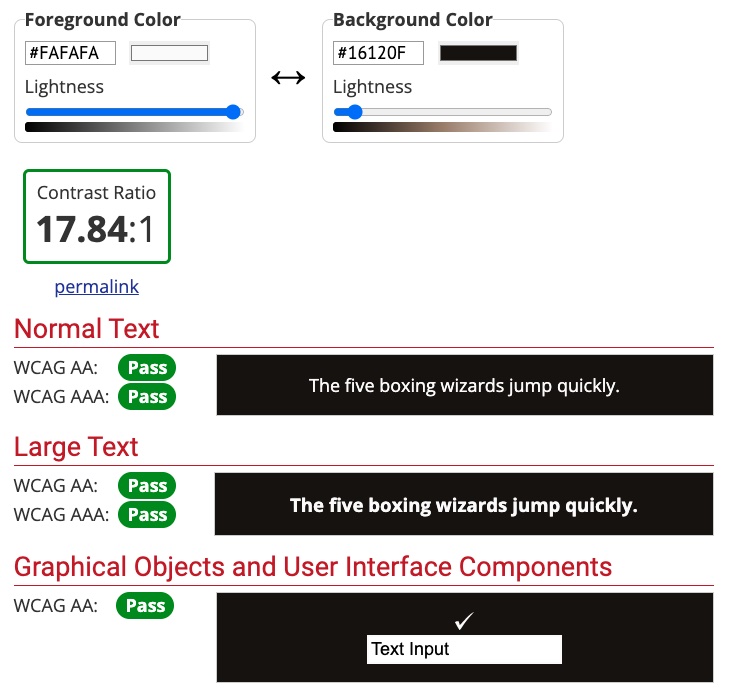 Foreground Color
#FAFAFA
Lightness
Background Color
#16120F
Lightness
Contrast Ratio
17.84:1
permalink
Normal Text
WCAG AA: Pass
WCAG AAA: Pass
The five boxing wizards jump quickly.
Large Text
WCAG AA: Pass
WCAG AAA: Pass
The five boxing wizards jump quickly.
Graphical Objects and User Interface Components
WCAG AA: Pass
Text Input